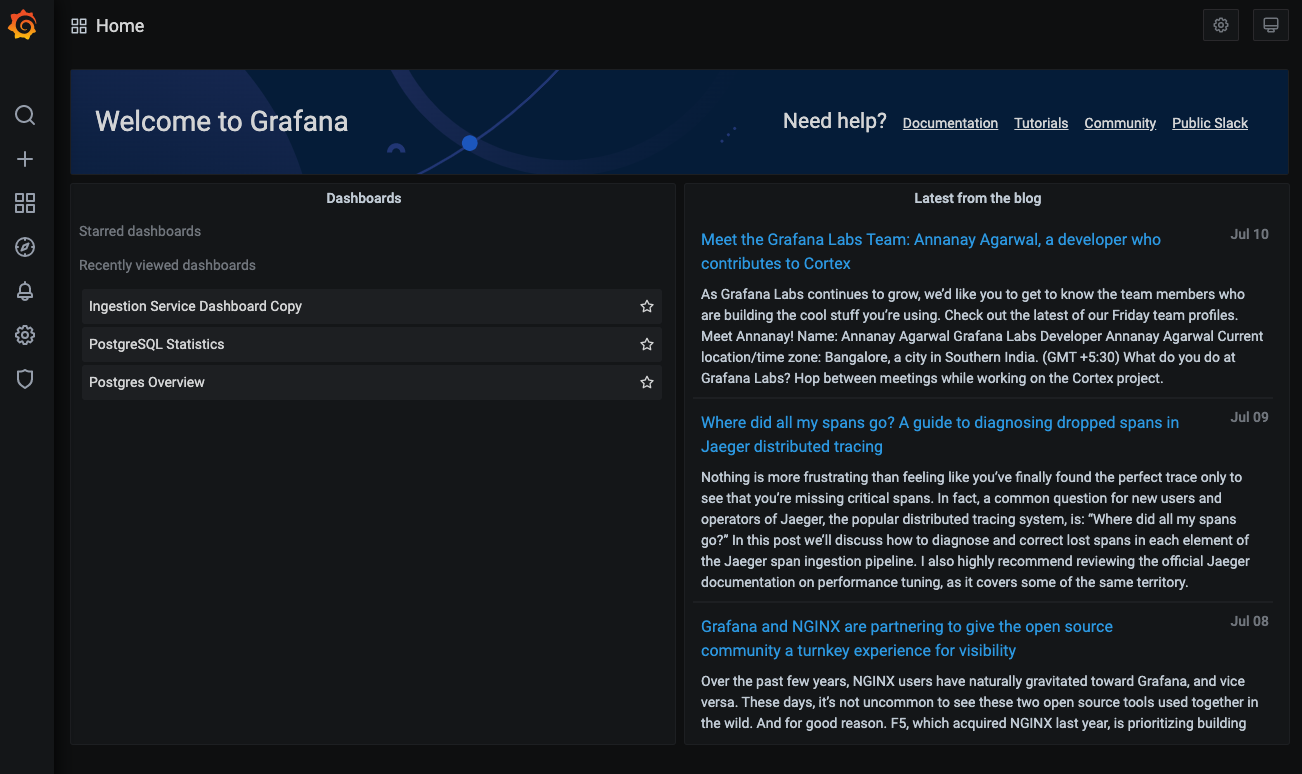 Home
Welcome to Grafana
Need help?
Documentation
Tutorials
Community
Public Slack
Dashboards
Starred dashboards
Recently viewed dashboards
Ingestion Service Dashboard Copy
PostgreSQL Statistics
Postgres Overview
Latest from the blog
Meet the Grafana Labs Team: Annanay Agarwal, a developer who
contributes to Cortex
Jul 10
As Grafana Labs continues to grow, we’d like you to get to know the team members who
are building the cool stuff you’re using. Check out the latest of our Friday team profiles.
Meet Annanay! Name: Annanay Agarwal Grafana Labs Developer Annanay Agarwal Current
location/time zone: Bangalore, a city in Southern India. (GMT +5:30) What do you do at
Grafana Labs? Hop between meetings while working on the Cortex project.
Where did all my spans go? A guide to diagnosing dropped spans in
Jaeger distributed tracing
Jul 09
Nothing is more frustrating than feeling like you’ve finally found the perfect trace only to
see that you’re missing critical spans. In fact, a common question for new users and
operators of Jaeger, the popular distributed tracing system, is: “Where did all my spans
go?” In this post we’ll discuss how to diagnose and correct lost spans in each element of
the Jaeger span ingestion pipeline. I also highly recommend reviewing the official Jaeger
documentation on performance tuning, as it covers some of the same territory.
Grafana and NGINX are partnering to give the open source
community a turnkey experience for visibility
Jul 08
Over the past few years, NGINX users have naturally gravitated toward Grafana, and vice
versa. These days, it’s not uncommon to see these two open source tools used together in
the wild. And for good reason. F5, which acquired NGINX last year, is prioritizing building